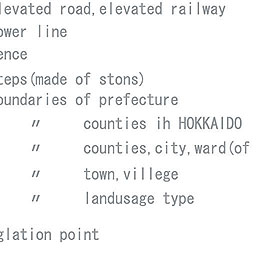 levated road,elevated railway
ower line
ence
teps(made of stons)
oundaries of prefecture
〃 counties ih HOKKAIDO
〃 counties,city,ward(of
〃 town,villege
〃 landusage type
glation point